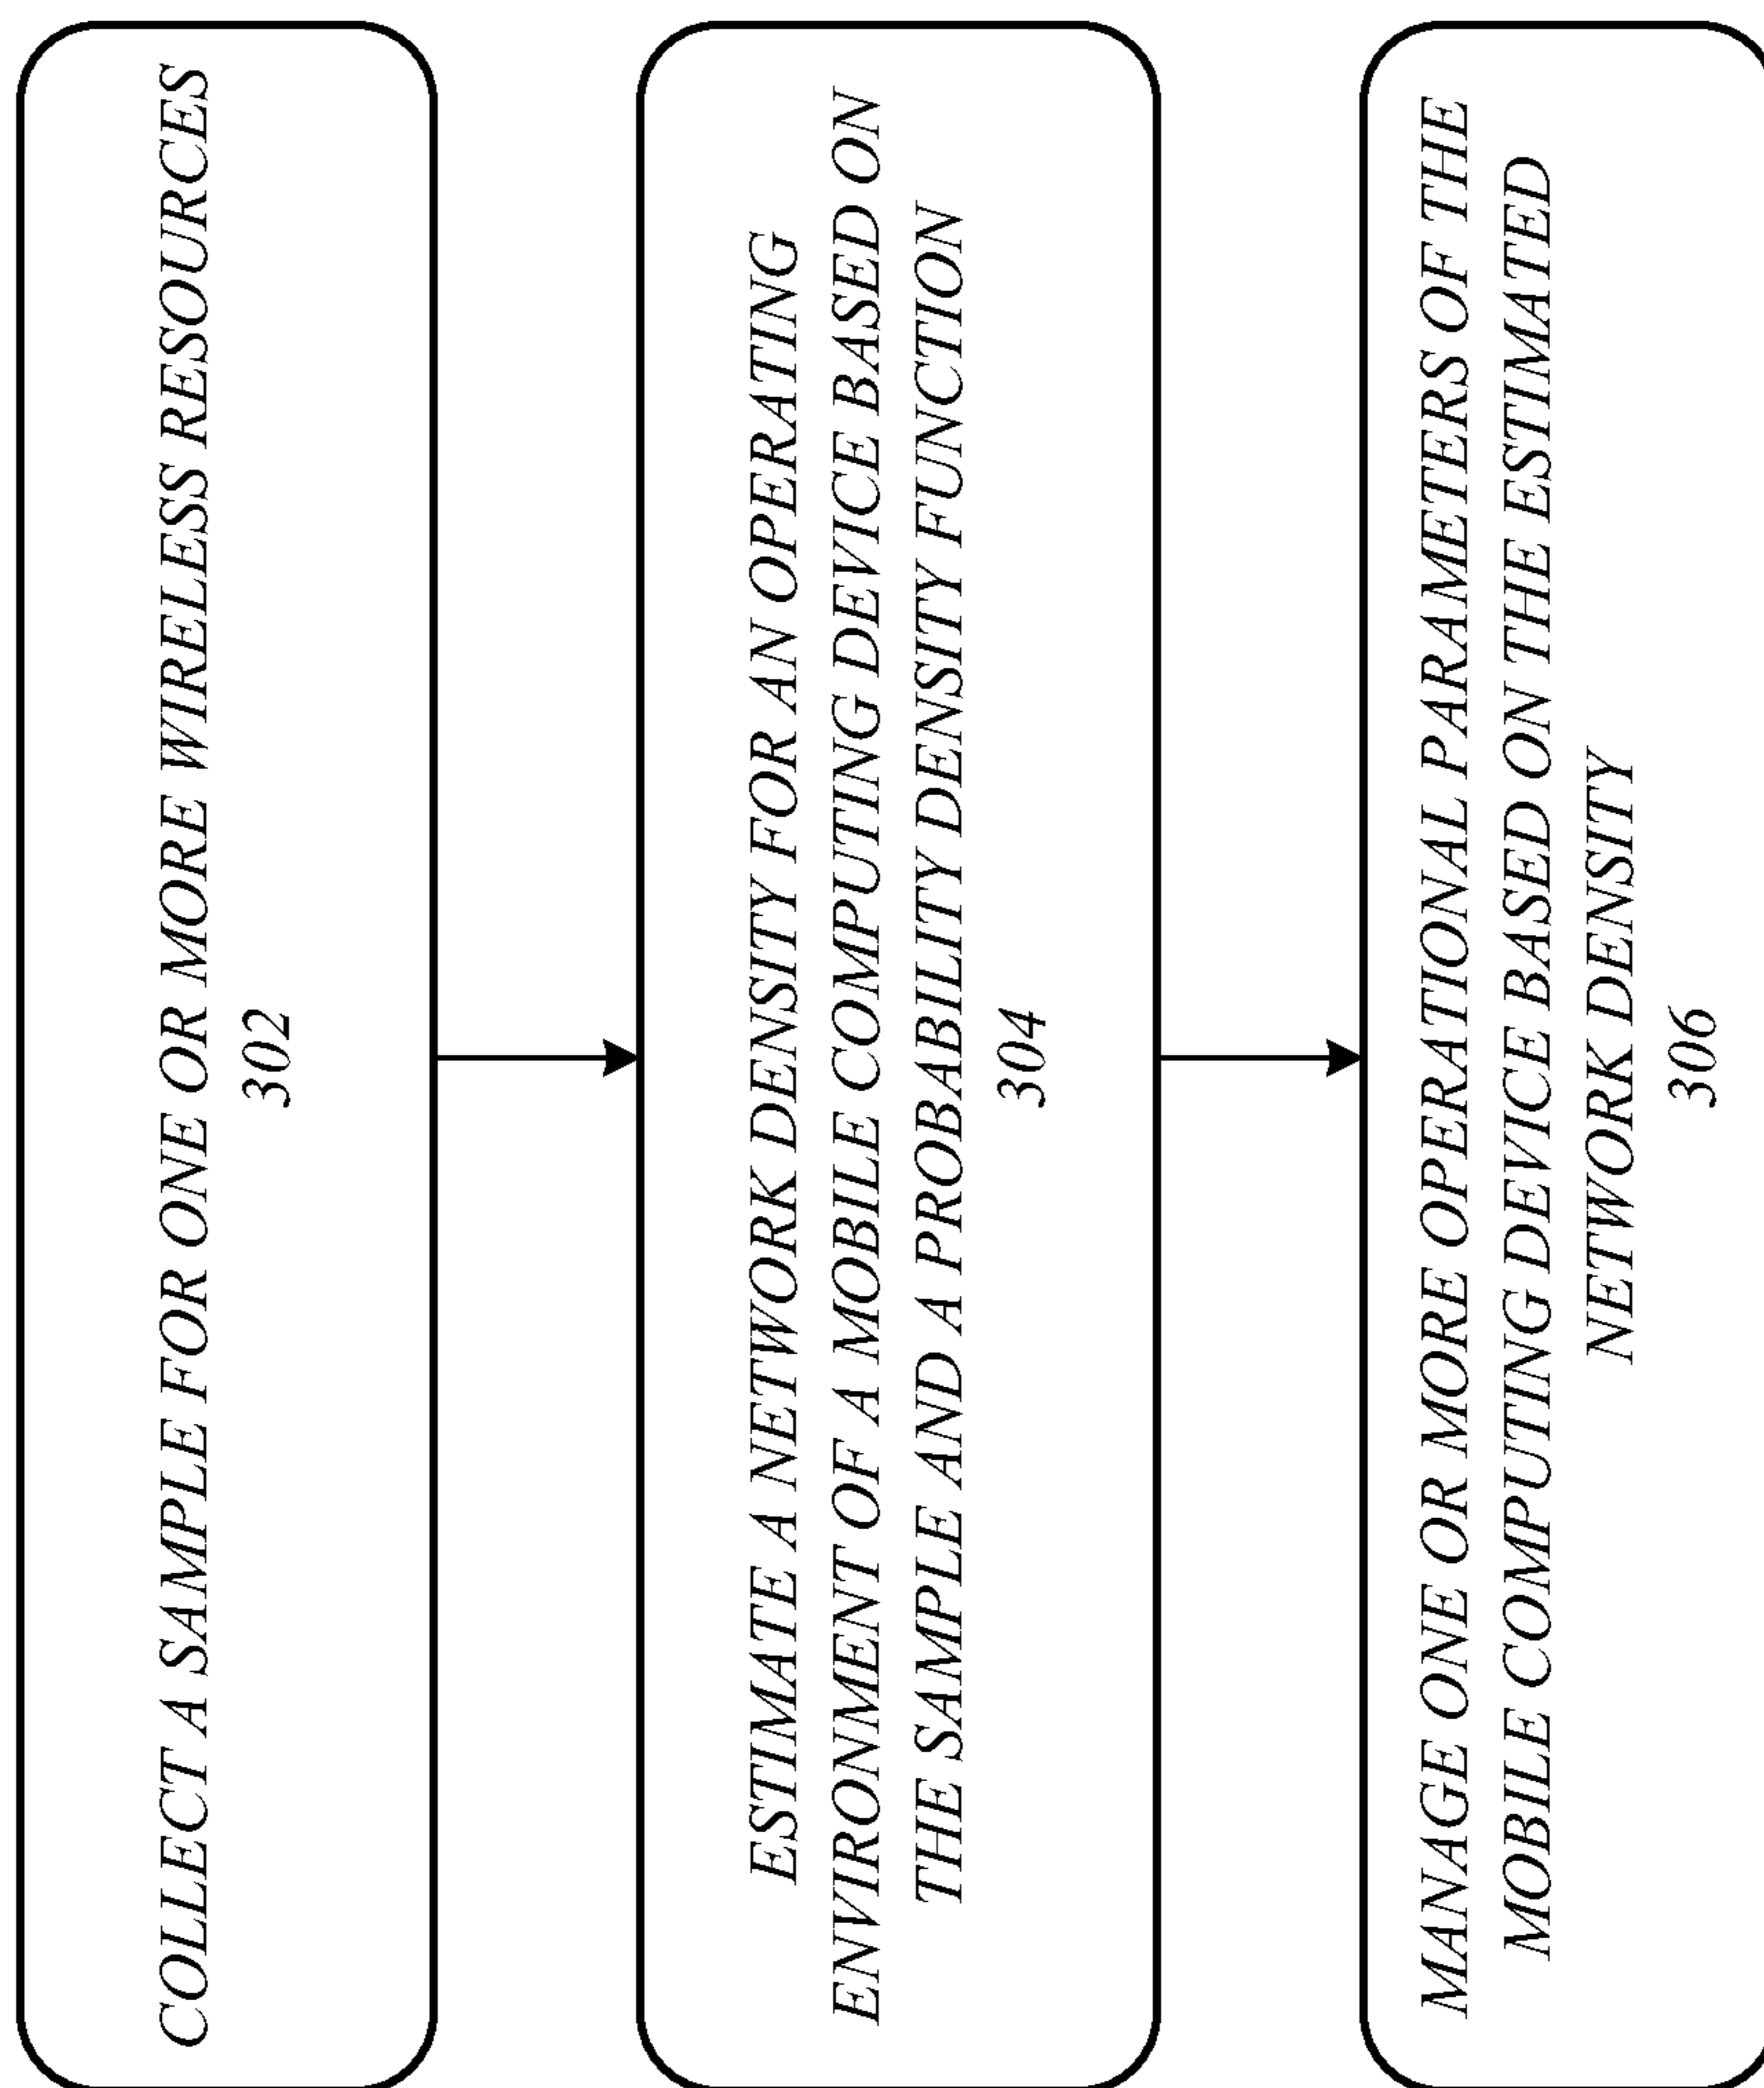 COLLECT A SAMPLE FOR ONE OR MORE WIRELESS RESOURCES
302
ESTIMATE A NETWORK DENSITY FOR AN OPERATING
ENVIRONMENT OF A MOBILE COMPUTING DEVICE BASED ON
THE SAMPLE AND A PROBABILITY DENSITY FUNCTION
304
MANAGE ONE OR MORE OPERATIONAL PARAMETERS OF THE
MOBILE COMPUTING DEVICE BASED ON THE ESTIMATED
NETWORK DENSITY
306